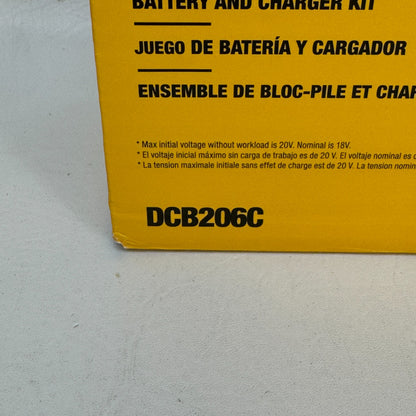 BATTERY AND CHARGER KIT
JUEGO DE BATERÍA Y CARGADOR
ENSEMBLE DE BLOC-PILE ET CHAR
* Max initial voltage without workload is 20V. Nominal is 18V.
* El voltaje inicial máximo sin carga de trabajo es de 20 V. El voltaje nominal es
* La tension maximale initiale sans effet de charge est de 20 V. La tension nomin
DCB206C